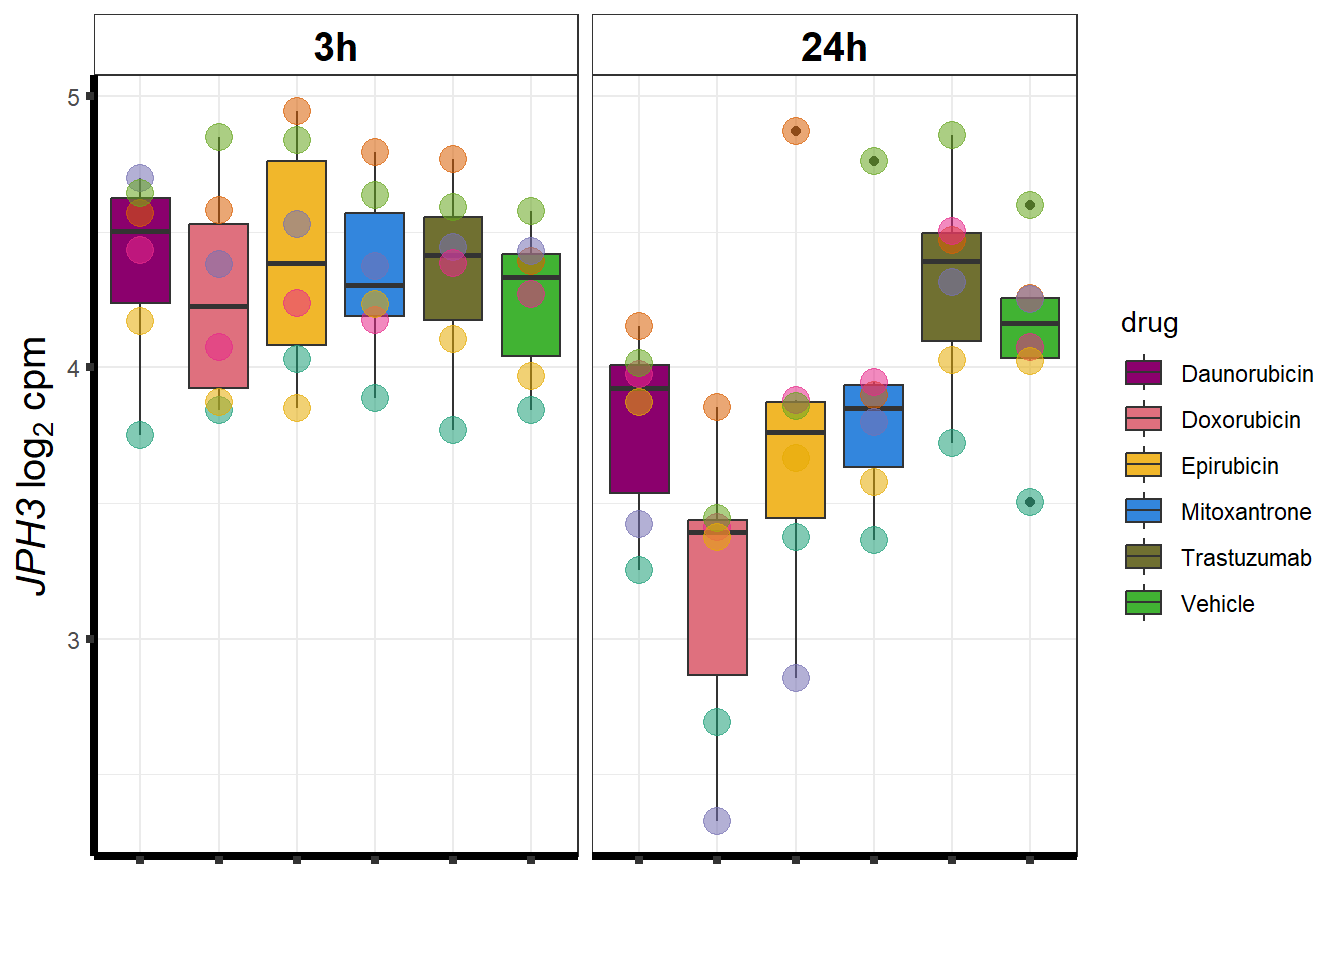 3h
24h
5
4
3
JPH3 log₂ cpm
drug
Daunorubicin
Doxorubicin
Epirubicin
Mitoxantrone
Trastuzumab
Vehicle